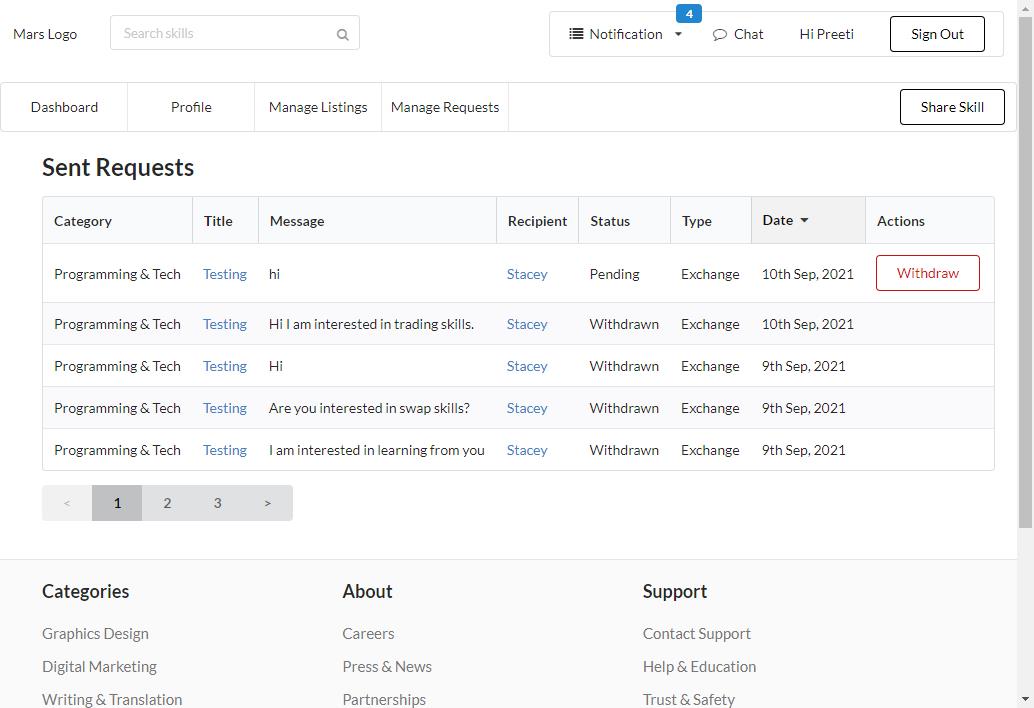 4
Mars Logo Search skills Notification Chat Hi Preeti Sign Out
Dashboard Profile Manage Listings Manage Requests Share Skill
Sent Requests
Category Title Message Recipient Status Type Date Actions
Programming & Tech Testing hi Stacey Pending Exchange 10th Sep, 2021 Withdraw
Programming & Tech Testing Hi I am interested in trading skills. Stacey Withdrawn Exchange 10th Sep, 2021
Programming & Tech Testing Hi Stacey Withdrawn Exchange 9th Sep, 2021
Programming & Tech Testing Are you interested in swap skills? Stacey Withdrawn Exchange 9th Sep, 2021
Programming & Tech Testing I am interested in learning from you Stacey Withdrawn Exchange 9th Sep, 2021
< 1 2 3 >
Categories About Support
Graphics Design Careers Contact Support
Digital Marketing Press & News Help & Education
Writing & Translation Partnerships Trust & Safety